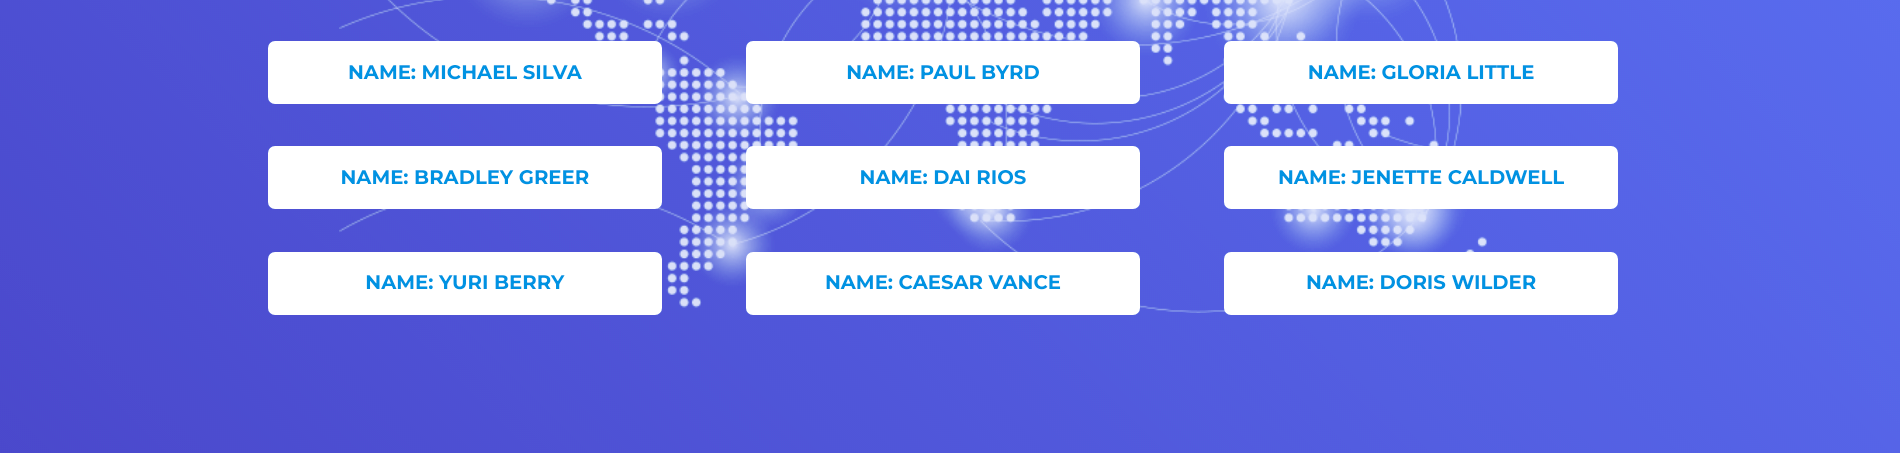 NAME: MICHAEL SILVA
NAME: PAUL BYRD
NAME: GLORIA LITTLE
NAME: BRADLEY GREER
NAME: DAI RIOS
NAME: JENETTE CALDWELL
NAME: YURI BERRY
NAME: CAESAR VANCE
NAME: DORIS WILDER